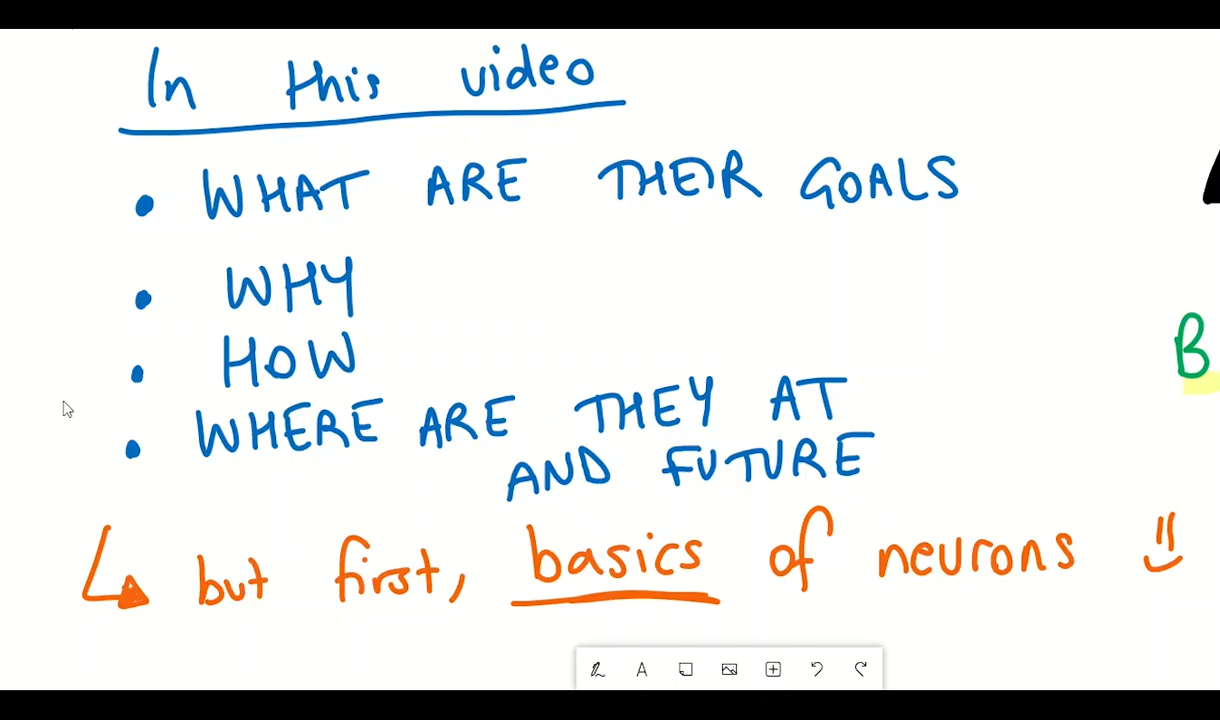 In this video
• WHAT ARE THEIR GOALS
• WHY
• HOW
• WHERE ARE THEY AT
AND FUTURE
but first, basics of neurons
B
A